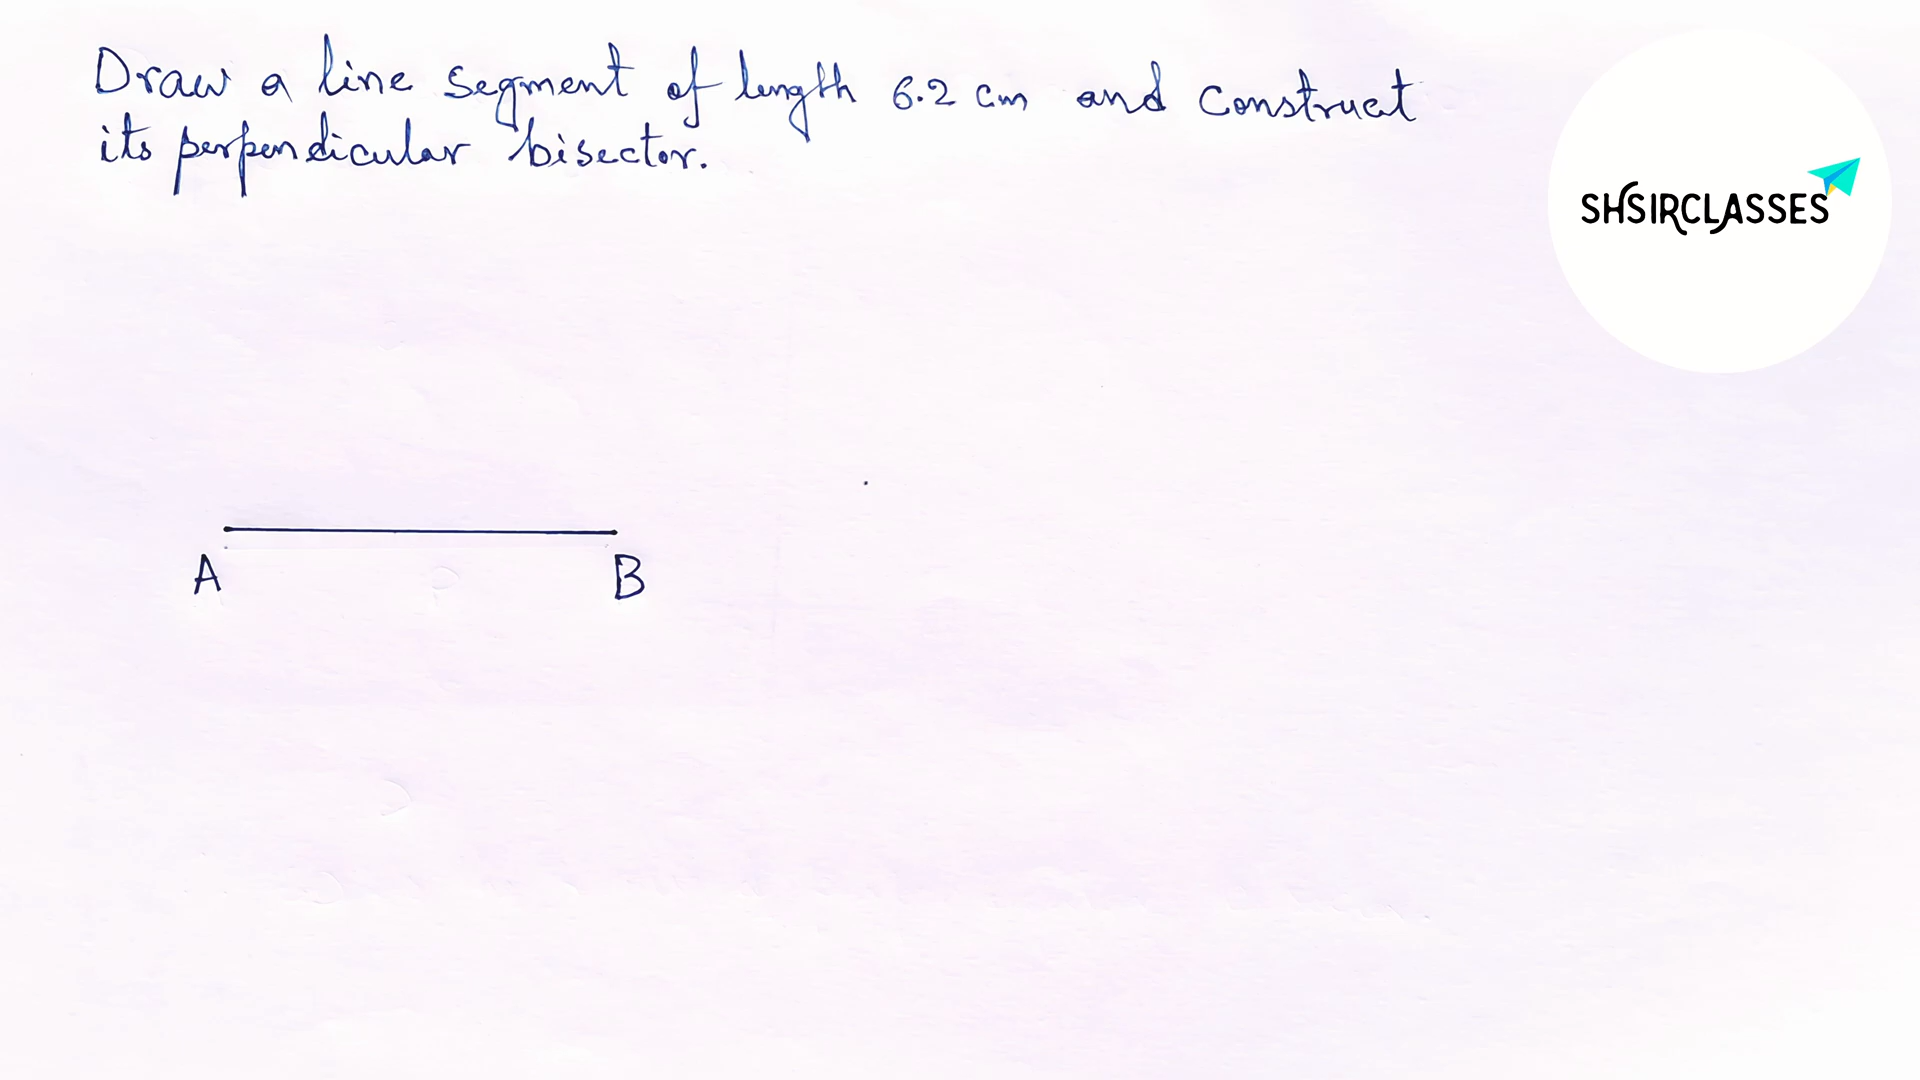 Draw a line segment of length 6.2 cm and construct
its perpendicular bisector.
SHSIRCLASSES
A
B